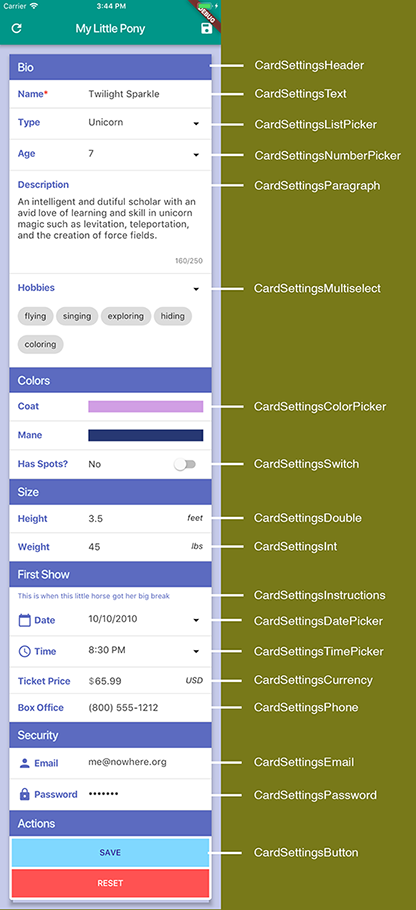 Carrier 3:44 PM
DEBUG
My Little Pony
Bio CardSettingsHeader
Name* Twilight Sparkle CardSettingsText
Type Unicorn CardSettingsListPicker
Age 7 CardSettingsNumberPicker
Description CardSettingsParagraph
An intelligent and dutiful scholar with an
avid love of learning and skill in unicorn
magic such as levitation, teleportation,
and the creation of force fields.
160/250
Hobbies CardSettingsMultiselect
flying singing exploring hiding
coloring
Colors
Coat CardSettingsColorPicker
Mane
Has Spots? No CardSettingsSwitch
Size
Height 3.5 feet CardSettingsDouble
Weight 45 lbs CardSettingsInt
First Show
This is when this little horse got her big break CardSettingsInstructions
Date 10/10/2010 CardSettingsDatePicker
Time 8:30 PM CardSettingsTimePicker
Ticket Price $65.99 USD CardSettingsCurrency
Box Office (800) 555-1212 CardSettingsPhone
Security
Email me@nowhere.org CardSettingsEmail
Password ••••••• CardSettingsPassword
Actions
SAVE CardSettingsButton
RESET